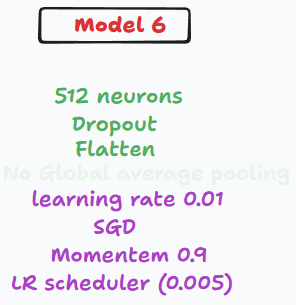 Model 6
512 neurons
Dropout
Flatten
No Global average pooling
learning rate 0.01
SGD
Momentem 0.9
LR scheduler (0.005)